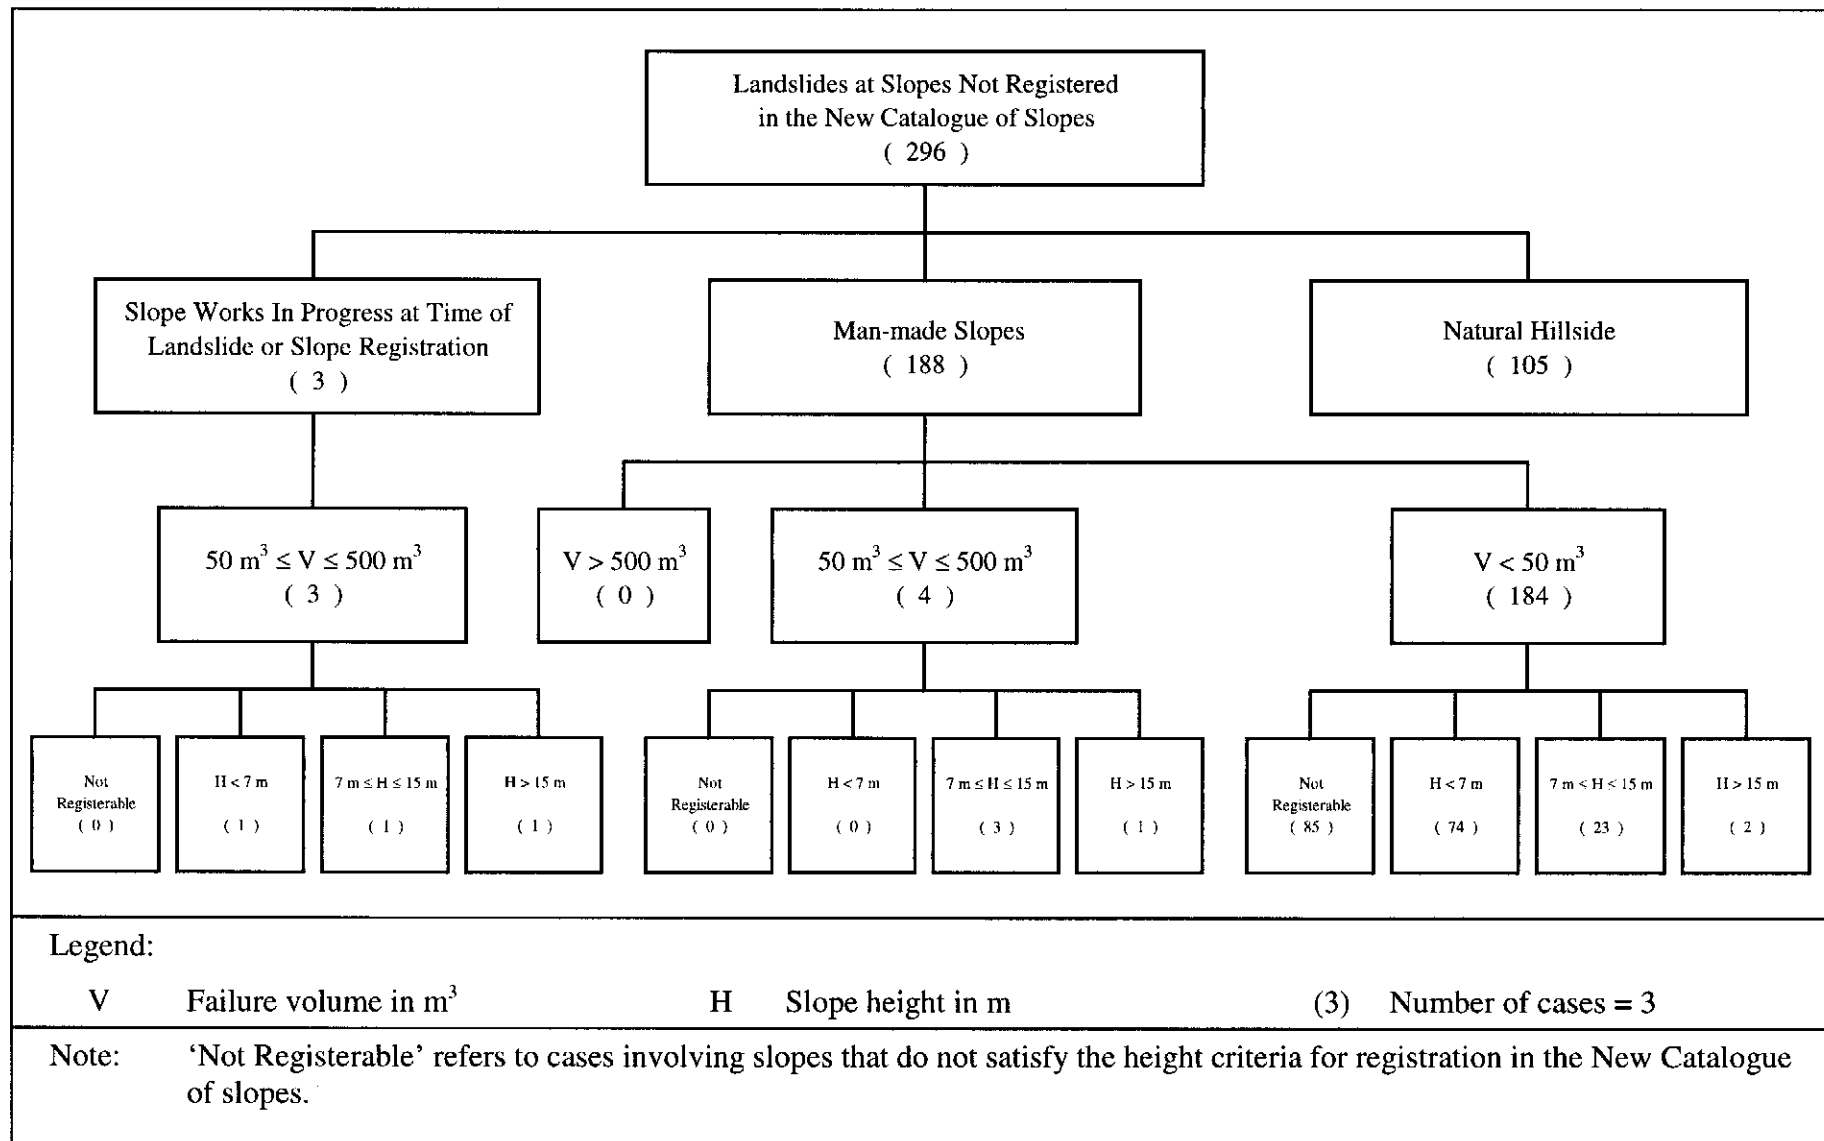 Landslides at Slopes Not Registered
in the New Catalogue of Slopes
( 296 )
Slope Works In Progress at Time of
Landslide or Slope Registration
( 3 )
Man-made Slopes
( 188 )
Natural Hillside
( 105 )
50 m³ ≤ V ≤ 500 m³
( 3 )
V > 500 m³
( 0 )
50 m³ ≤ V ≤ 500 m³
( 4 )
V < 50 m³
( 184 )
Not
Registerable
( 0 )
H < 7 m
( 1 )
7 m ≤ H ≤ 15 m
( 1 )
H > 15 m
( 1 )
Not
Registerable
( 0 )
H < 7 m
( 0 )
7 m ≤ H ≤ 15 m
( 3 )
H > 15 m
( 1 )
Not
Registerable
( 85 )
H < 7 m
( 74 )
7 m < H < 15 m
( 23 )
H > 15 m
( 2 )
Legend:
V Failure volume in m³ H Slope height in m (3) Number of cases = 3
Note: ‘Not Registerable’ refers to cases involving slopes that do not satisfy the height criteria for registration in the New Catalogue
of slopes.